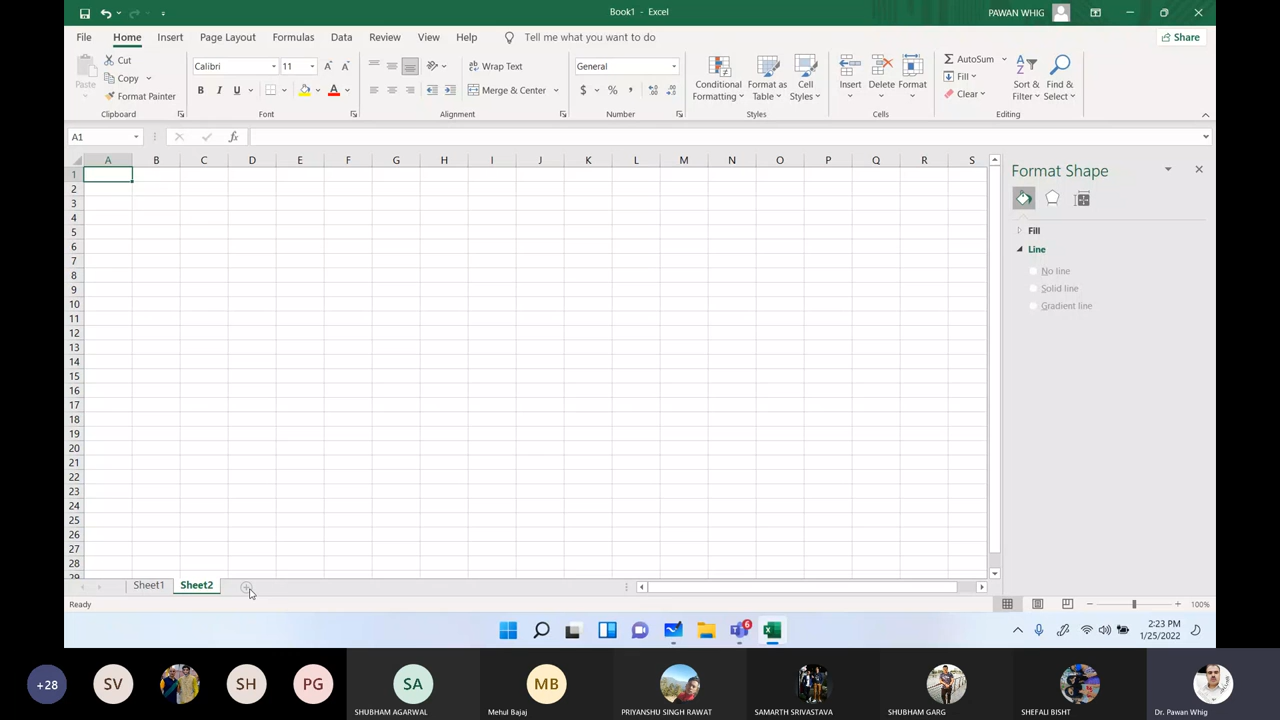 Book1 - Excel
PAWAN WHIG
File Home Insert Page Layout Formulas Data Review View Help Tell me what you want to do Share
Paste Cut Copy Format Painter Clipboard
Calibri 11 A A B I U A Font
Wrap Text Merge & Center Alignment
General $ % , Number
Conditional Formatting Format as Table Cell Styles Styles
Insert Delete Format Cells
AutoSum Fill Clear Sort & Filter Find & Select Editing
A1 fx
A B C D E F G H I J K L M N O P Q R S
1
2
3
4
5
6
7
8
9
10
11
12
13
14
15
16
17
18
19
20
21
22
23
24
25
26
27
28
29
Format Shape
Fill
Line
No line
Solid line
Gradient line
Sheet1 Sheet2
Ready 100%
6 2:23 PM
1/25/2022
+28 SV SH PG SA MB
SHUBHAM AGARWAL Mehul Bajaj PRIYANSHU SINGH RAWAT SAMARTH SRIVASTAVA SHUBHAM GARG SHEFALI BISHT Dr. Pawan Whig